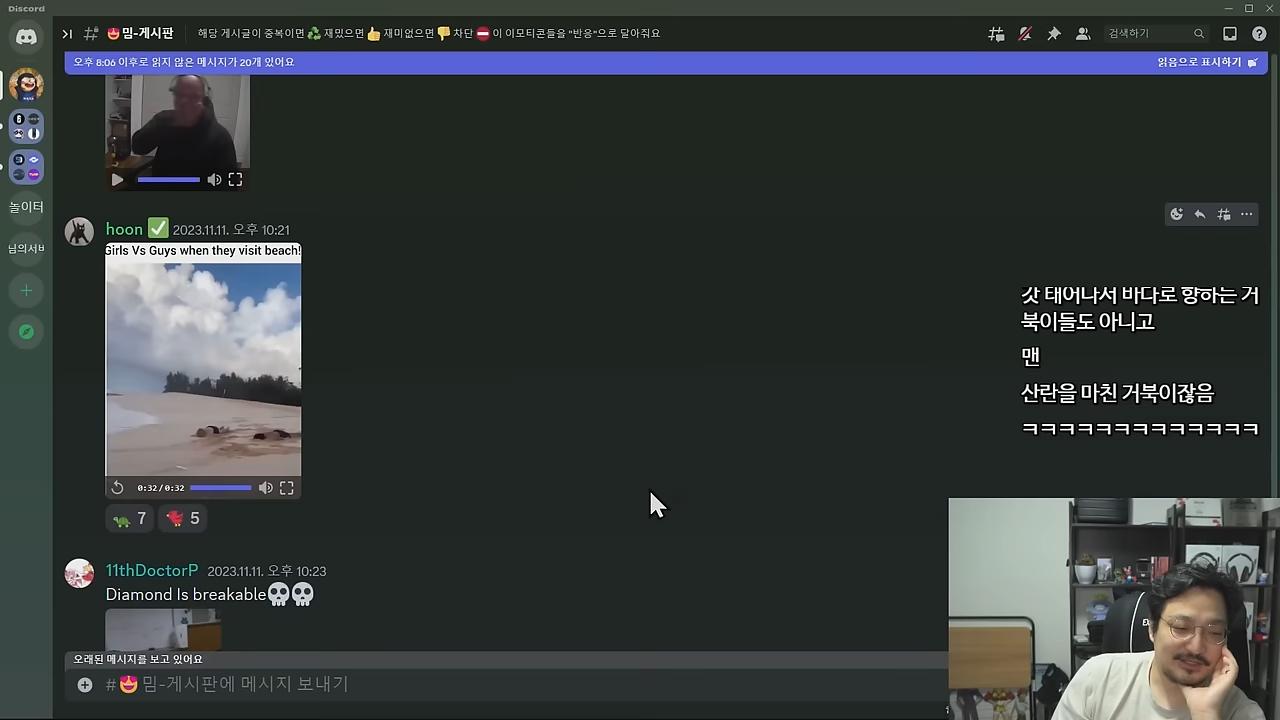 Discord
밈-게시판
해당 게시글이 중복이면 ♻️ 재밌으면 👍 재미없으면 👎 차단 ⛔ 이 이모티콘들을 "반응"으로 달아줘요
검색하기
오후 8:06 이후로 읽지 않은 메시지가 20개 있어요
읽음으로 표시하기
놀이터
님의서버
hoon ✅ 2023.11.11. 오후 10:21
Girls Vs Guys when they visit beach!
0:32/0:32
7
5
11thDoctorP 2023.11.11. 오후 10:23
Diamond Is breakable💀💀
오래된 메시지를 보고 있어요
#😍밈-게시판에 메시지 보내기
갓 태어나서 바다로 향하는 거
북이들도 아니고
맨
산란을 마친 거북이잖음
ㅋㅋㅋㅋㅋㅋㅋㅋㅋㅋㅋㅋㅋ